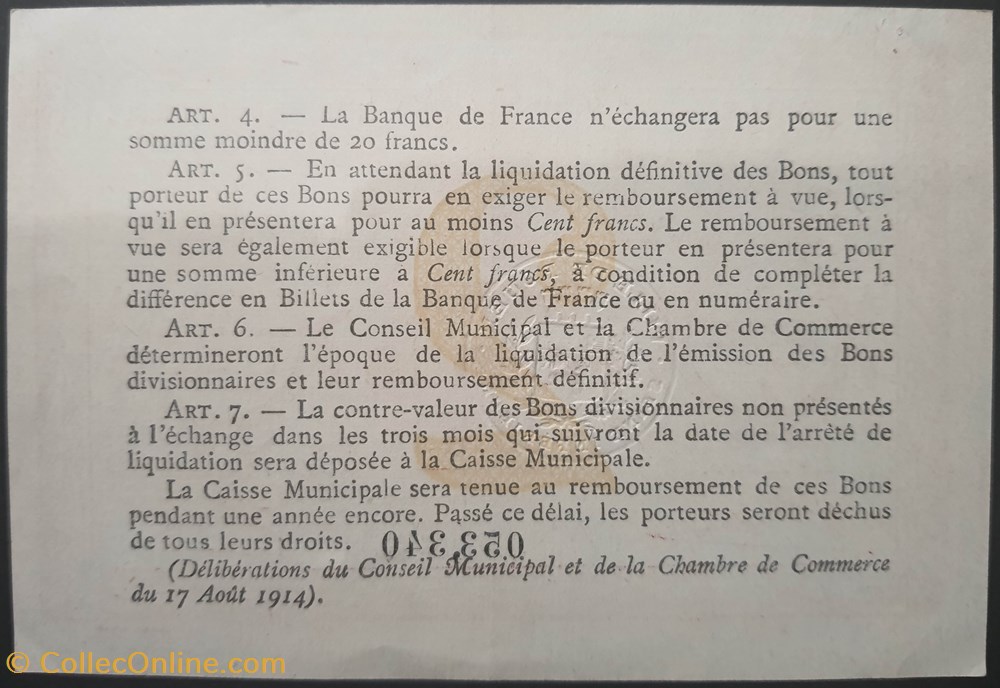 ART. 4. — La Banque de France n'échangera pas pour une
somme moindre de 20 francs.
ART. 5. — En attendant la liquidation définitive des Bons, tout
porteur de ces Bons pourra en exiger le remboursement à vue, lors-
qu'il en présentera pour au moins Cent francs. Le remboursement à
vue sera également exigible lorsque le porteur en présentera pour
une somme inférieure à Cent francs, à condition de compléter la
différence en Billets de la Banque de France ou en numéraire.
ART. 6. — Le Conseil Municipal et la Chambre de Commerce
détermineront l'époque de la liquidation de l'émission des Bons
divisionnaires et leur remboursement définitif.
ART. 7. — La contre-valeur des Bons divisionnaires non présentés
à l'échange dans les trois mois qui suivront la date de l'arrêté de
liquidation sera déposée à la Caisse Municipale.
La Caisse Municipale sera tenue au remboursement de ces Bons
pendant une année encore. Passé ce délai, les porteurs seront déchus
de tous leurs droits. 053,340
(Délibérations du Conseil Municipal et de la Chambre de Commerce
du 17 Août 1914).
© CollecOnline.com